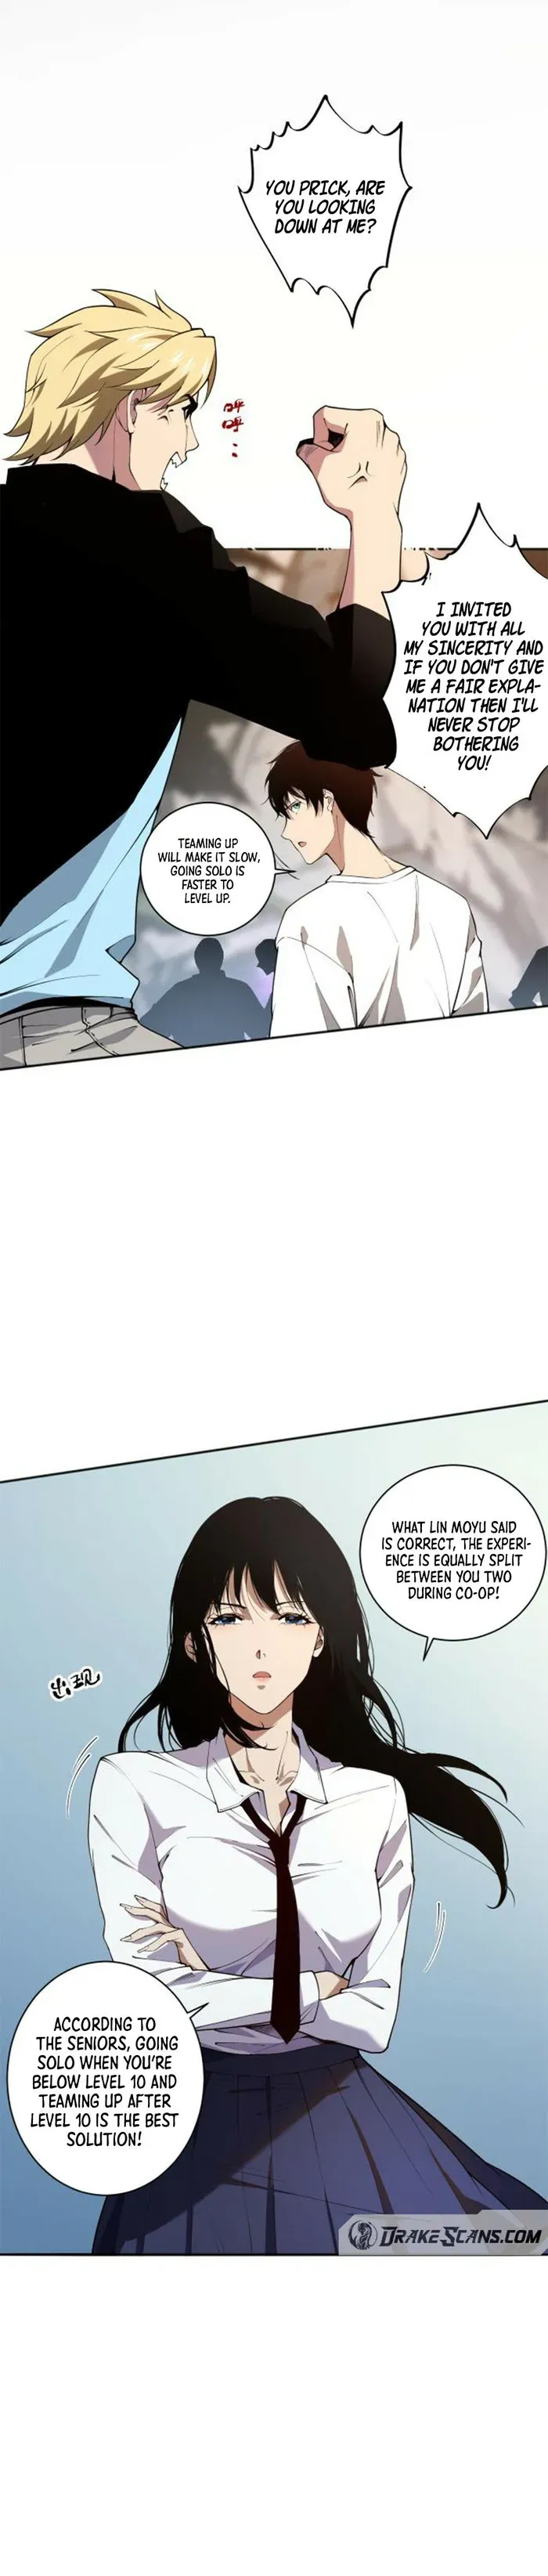 YOU PRICK, ARE
YOU LOOKING
DOWN AT ME?
呼
呼
I INVITED
YOU WITH ALL
MY SINCERITY AND
IF YOU DON'T GIVE
ME A FAIR EXPLA-
NATION THEN I'LL
NEVER STOP
BOTHERING
YOU!
TEAMING UP
WILL MAKE IT SLOW,
GOING SOLO IS
FASTER TO
LEVEL UP.
WHAT LIN MOYU SAID
IS CORRECT, THE EXPERI-
ENCE IS EQUALLY SPLIT
BETWEEN YOU TWO
DURING CO-OP!
出现
ACCORDING TO
THE SENIORS, GOING
SOLO WHEN YOU'RE
BELOW LEVEL 10 AND
TEAMING UP AFTER
LEVEL 10 IS THE BEST
SOLUTION!
DRAKESCANS.COM